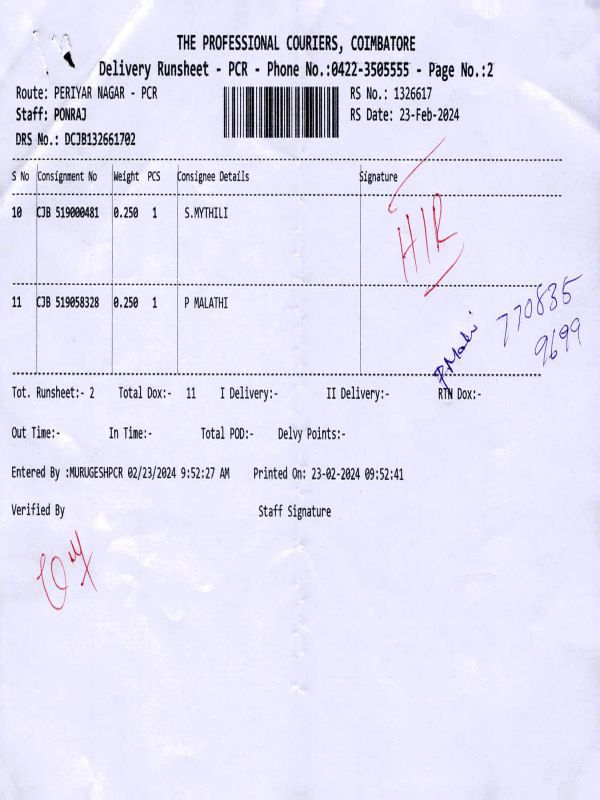 THE PROFESSIONAL COURIERS, COIMBATORE
Delivery Runsheet - PCR - Phone No.:0422-3505555 - Page No.:2
Route: PERIYAR NAGAR - PCR RS No.: 1326617
Staff: PONRAJ RS Date: 23-Feb-2024
DRS No.: DCJB132661702
S No Consignment No Weight PCS Consignee Details Signature
10 CJB 519000481 0.250 1 S.MYTHILI
H/R
11 CJB 519058328 0.250 1 P MALATHI
P.Malai 770835
9699
Tot. Runsheet:- 2 Total Dox:- 11 I Delivery:- II Delivery:- RTN Dox:-
Out Time:- In Time:- Total POD:- Delvy Points:-
Entered By :MURUGESHPCR 02/23/2024 9:52:27 AM Printed On: 23-02-2024 09:52:41
Verified By Staff Signature